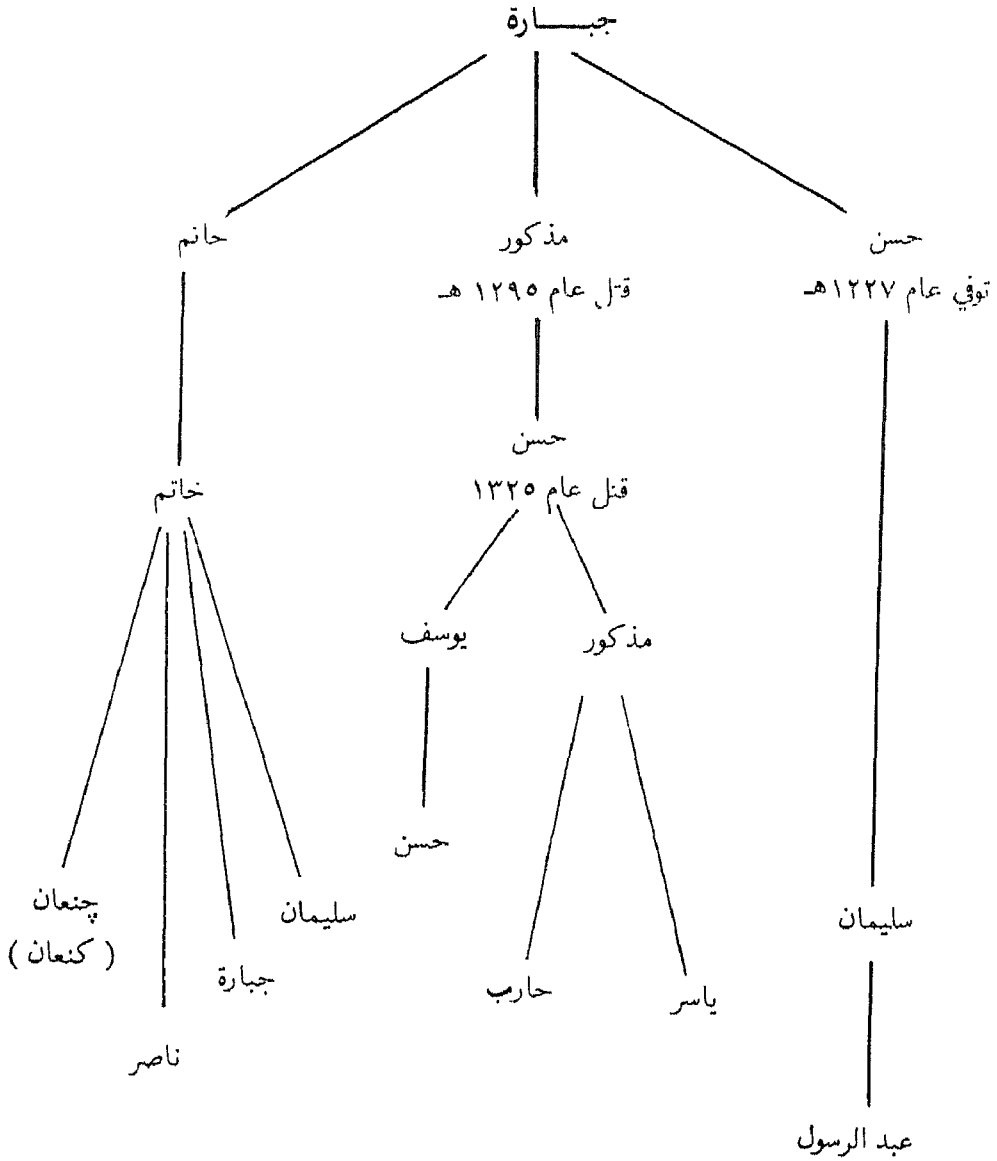 جبـــارة
حسن
مذكور
حاتم
توفي عام ١٢٢٧هـ
قتل عام ١٢٩٥ هـ
حسن
قتل عام ١٣٢٥
خاتم
مذكور
يوسف
حسن
سليمان
سليمان
چنعان
( كنعان )
جبارة
حارب
ياسر
ناصر
عبد الرسول